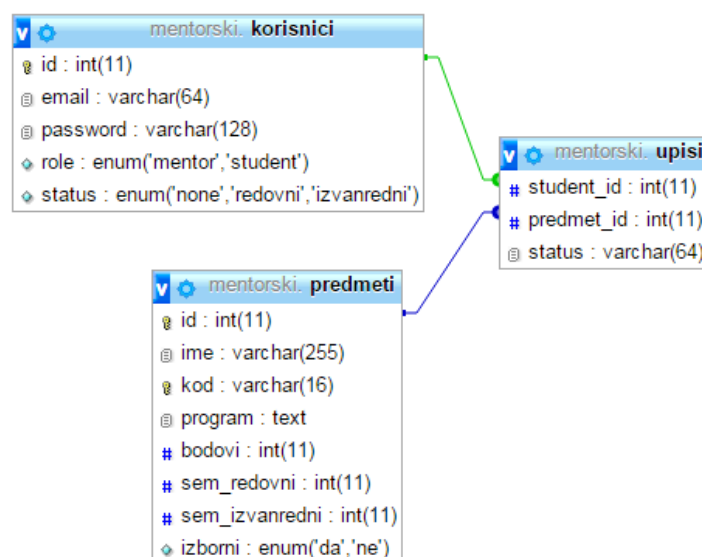 v mentorski. korisnici
id : int(11)
email : varchar(64)
password : varchar(128)
role : enum('mentor','student')
status : enum('none','redovni','izvanredni')
v mentorski. upisi
# student_id : int(11)
# predmet_id : int(11)
status : varchar(64)
v mentorski. predmeti
id : int(11)
ime : varchar(255)
kod : varchar(16)
program : text
# bodovi : int(11)
# sem_redovni : int(11)
# sem_izvanredni : int(11)
izborni : enum('da','ne')